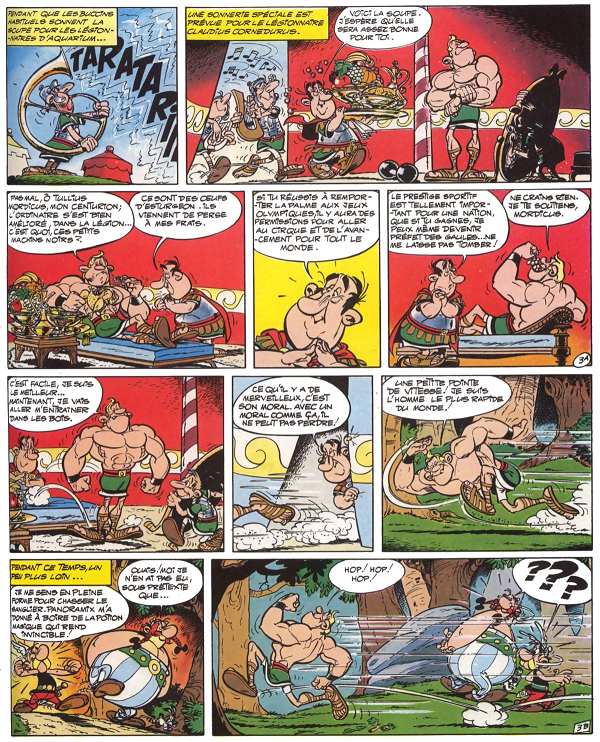 PENDANT QUE LES BUCCINS
HABITUELS SONNENT LA
SOUPE POUR LES LÉGION-
NAIRES D'AQUARIUM...
TARATA
RII
UNE SONNERIE SPÉCIALE EST
PRÉVUE POUR LE LÉGIONNAIRE
CLAUDIUS CORNEDURUS.
VOICI LA SOUPE.
J'ESPÈRE QU'ELLE
SERA ASSEZ BONNE
POUR TOI.
PAS MAL, Ô TULLIUS
MORDICUS, MON CENTURION;
L'ORDINAIRE S'EST BIEN
AMÉLIORÉ, DANS LA LÉGION...
C'EST QUOI, CES PETITS
MACHINS NOIRS ?
CE SONT DES ŒUFS
D'ESTURGEON. ILS
VIENNENT DE PERSE
À MES FRAIS.
SI TU RÉUSSIS À REMPOR-
TER LA PALME AUX JEUX
OLYMPIQUES, IL Y AURA DES
PERMISSIONS POUR ALLER
AU CIRQUE ET DE L'AVAN-
CEMENT POUR TOUT LE
MONDE.
LE PRESTIGE SPORTIF
EST TELLEMENT IMPOR-
TANT POUR UNE NATION,
QUE SI TU GAGNES, JE
PEUX MÊME DEVENIR
PRÉFET DES GAULES... NE
ME LAISSE PAS TOMBER !
NE CRAINS RIEN.
JE TE SOUTIENS,
MORDICUS.
3A
C'EST FACILE, JE SUIS
LE MEILLEUR...
MAINTENANT, JE VAIS
ALLER M'ENTRAÎNER
DANS LES BOIS.
CE QU'IL Y A DE
MERVEILLEUX, C'EST
SON MORAL. AVEC UN
MORAL COMME ÇA, IL
NE PEUT PAS PERDRE !
UNE PETITE POINTE
DE VITESSE ! JE SUIS
L'HOMME LE PLUS RAPIDE
DU MONDE.
PENDANT CE TEMPS, UN
PEU PLUS LOIN...
JE ME SENS EN PLEINE
FORME POUR CHASSER LE
SANGLIER. PANORAMIX M'A
DONNÉ À BOIRE DE LA POTION
MAGIQUE QUI REND
INVINCIBLE !
OUAIS ! MOI JE
N'EN AI PAS EU,
SOUS PRÉTEXTE
QUE...
HOP ! HOP !
HOP !
???
3B